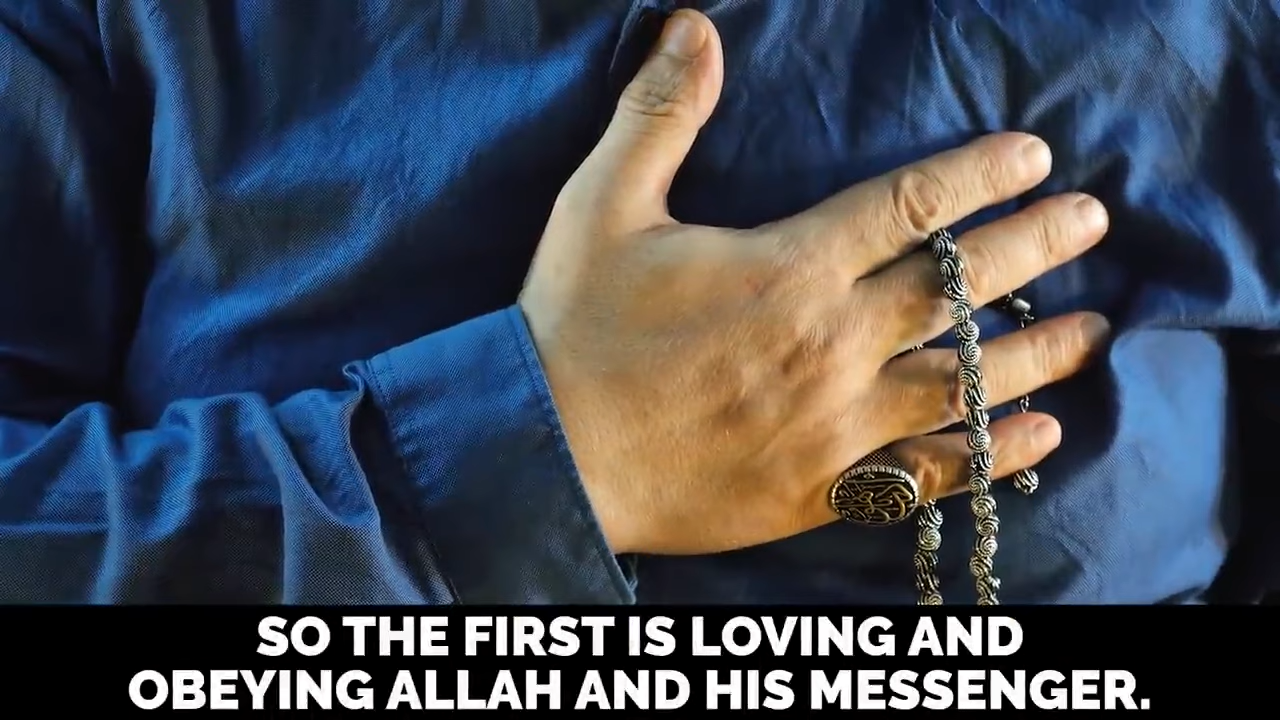 SO THE FIRST IS LOVING AND
OBEYING ALLAH AND HIS MESSENGER.